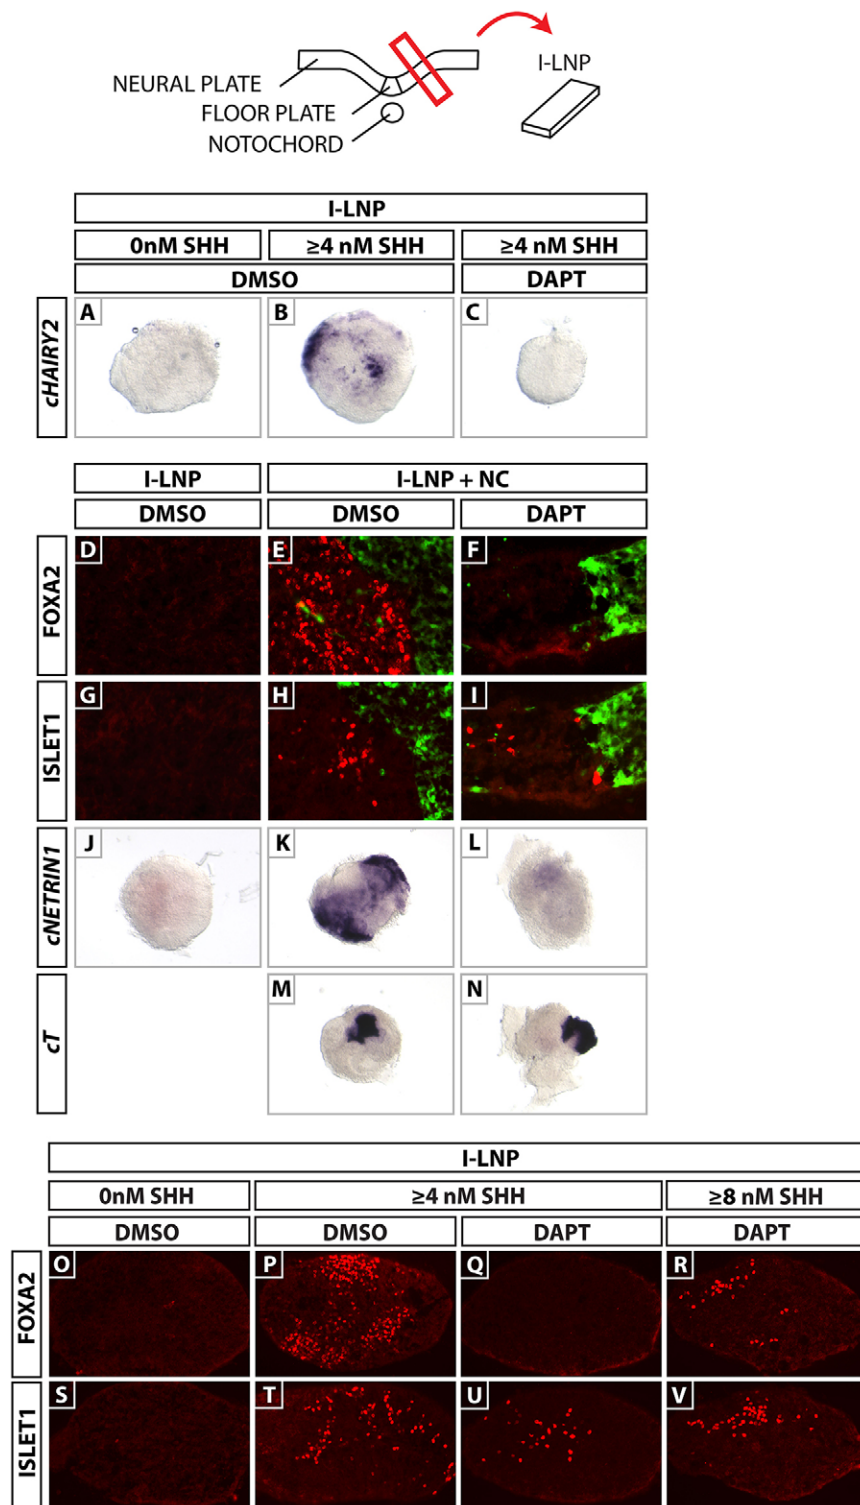 I-LNP
NEURAL PLATE
FLOOR PLATE
NOTOCHORD
I-LNP
0nM SHH ≥4 nM SHH ≥4 nM SHH
DMSO DAPT
cHAIRY2
A B C
I-LNP I-LNP + NC
DMSO DMSO DAPT
FOXA2
D E F
ISLET1
G H I
cNETRIN1
J K L
cT
M N
I-LNP
0nM SHH ≥4 nM SHH ≥8 nM SHH
DMSO DMSO DAPT DAPT
FOXA2
O P Q R
ISLET1
S T U V